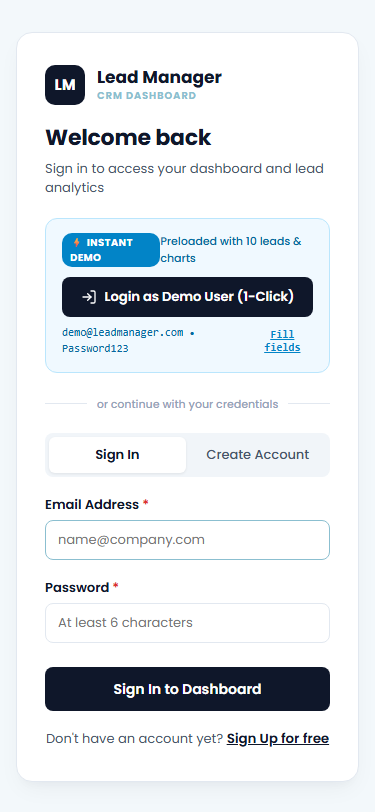 LM
Lead Manager
CRM DASHBOARD
Welcome back
Sign in to access your dashboard and lead
analytics
⚡ INSTANT
DEMO
Preloaded with 10 leads &
charts
Login as Demo User (1-Click)
demo@leadmanager.com •
Password123
Fill
fields
or continue with your credentials
Sign In
Create Account
Email Address *
name@company.com
Password *
At least 6 characters
Sign In to Dashboard
Don't have an account yet? Sign Up for free